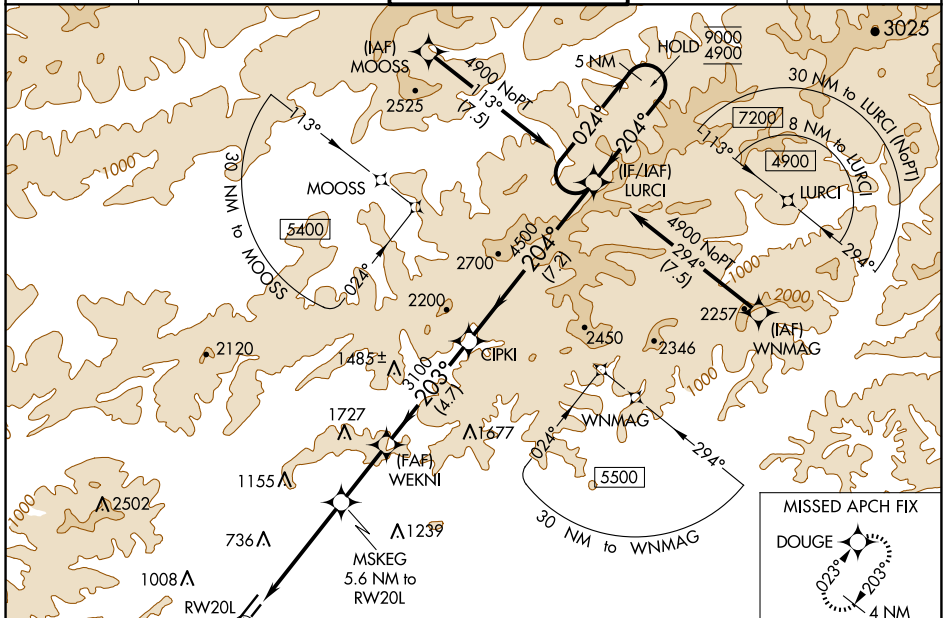 3025
(IAF)
MOOSS
4900 NoPT
113°
(7.5)
2525
5 NM
HOLD
9000
4900
024°
204°
(IE/IAF)
LURCI
30 NM to LURCI (NoPT)
7200
8 NM to LURCI
4900
113°
LURCI
294°
1000
113°
MOOSS
30 NM to MOOSS
5400
024°
4500
204°
(7.2)
2700
4900 NoPT
294°
(7.5)
1000
2000
2257
(IAF)
WNMAG
2200
2120
2450
2346
CIPKI
1485±
3100
203°
(4.7)
1000
WNMAG
024°
294°
5500
30 NM to WNMAG
1727
1677
(FAF)
WEKNI
1155
2502
1000
736
1239
MSKEG
5.6 NM to
RW20L
1008
RW20L
MISSED APCH FIX
DOUGE
023°
203°
4 NM